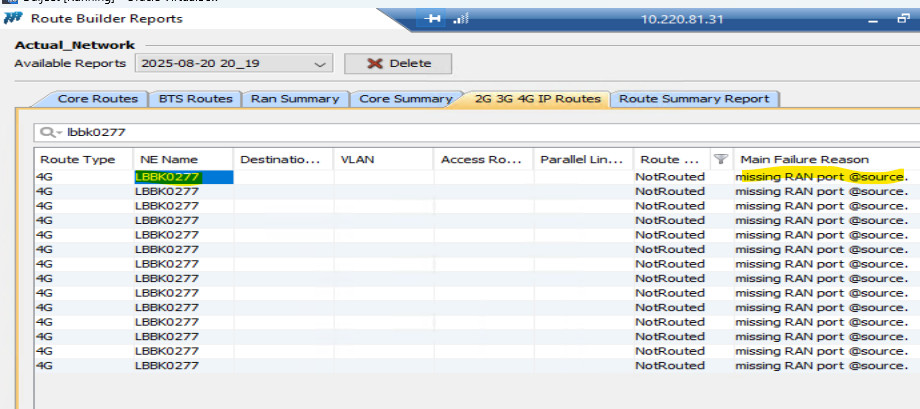 Route Builder Reports 10.220.81.31
Actual_Network
Available Reports 2025-08-20 20_19 Delete
Core Routes BTS Routes Ran Summary Core Summary 2G 3G 4G IP Routes Route Summary Report
lbbk0277
Route Type NE Name Destinatio... VLAN Access Ro... Parallel Lin... Route ... Main Failure Reason
4G LBBK0277 NotRouted missing RAN port @source.
4G LBBK0277 NotRouted missing RAN port @source.
4G LBBK0277 NotRouted missing RAN port @source.
4G LBBK0277 NotRouted missing RAN port @source.
4G LBBK0277 NotRouted missing RAN port @source.
4G LBBK0277 NotRouted missing RAN port @source.
4G LBBK0277 NotRouted missing RAN port @source.
4G LBBK0277 NotRouted missing RAN port @source.
4G LBBK0277 NotRouted missing RAN port @source.
4G LBBK0277 NotRouted missing RAN port @source.
4G LBBK0277 NotRouted missing RAN port @source.
4G LBBK0277 NotRouted missing RAN port @source.
4G LBBK0277 NotRouted missing RAN port @source.
4G LBBK0277 NotRouted missing RAN port @source.